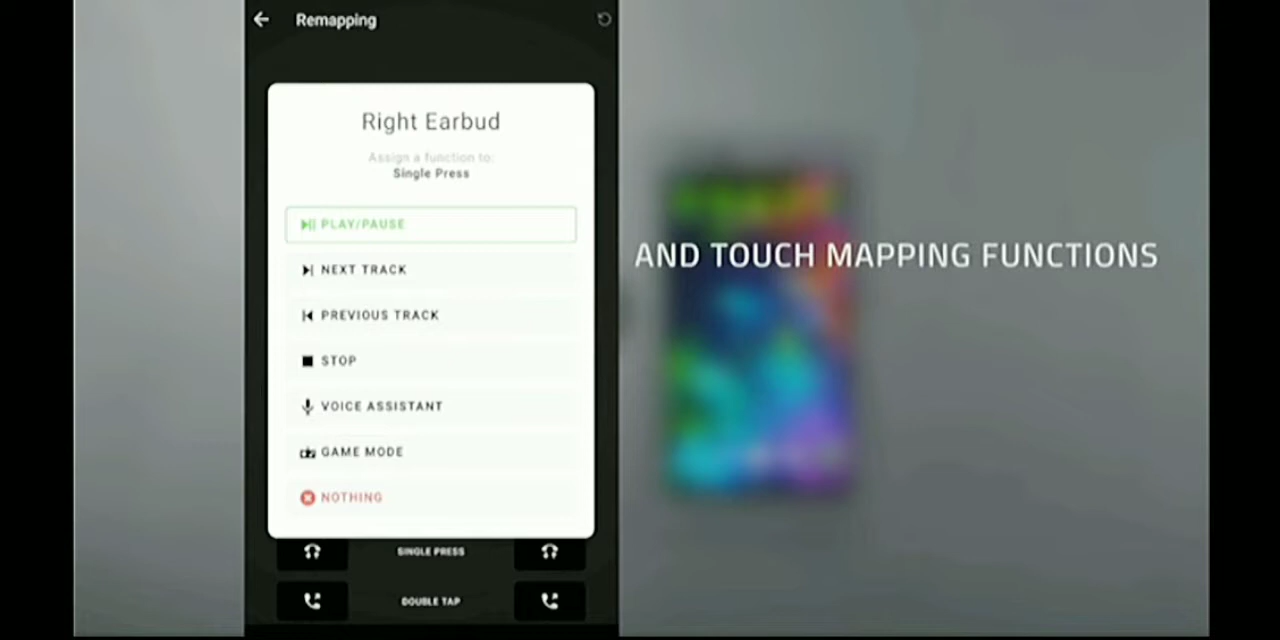 Remapping
Right Earbud
Assign a function to:
Single Press
PLAY/PAUSE
NEXT TRACK
PREVIOUS TRACK
STOP
VOICE ASSISTANT
GAME MODE
NOTHING
SINGLE PRESS
DOUBLE TAP
AND TOUCH MAPPING FUNCTIONS